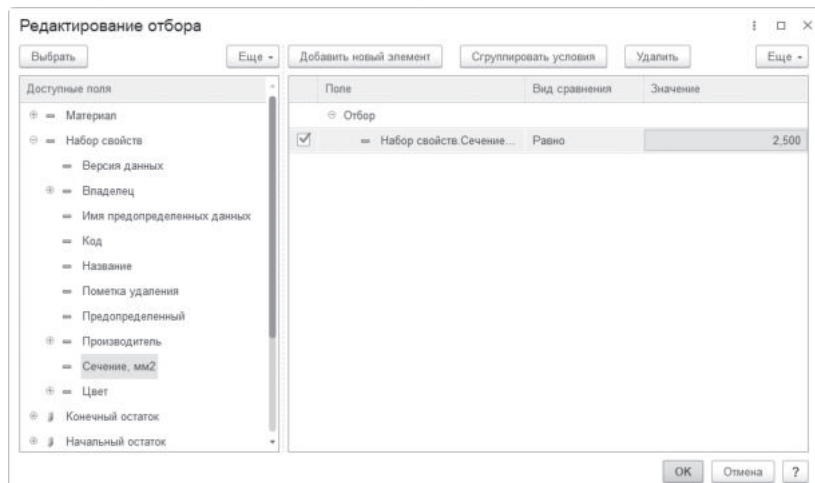 Редактирование отбора
Выбрать Еще Добавить новый элемент Сгруппировать условия Удалить Еще
Доступные поля Поле Вид сравнения Значение
Материал Отбор
Набор свойств Набор свойств.Сечение... Равно 2,500
Версия данных
Владелец
Имя предопределенных данных
Код
Название
Пометка удаления
Предопределенный
Производитель
Сечение, мм2
Цвет
Конечный остаток
Начальный остаток
ОК Отмена ?